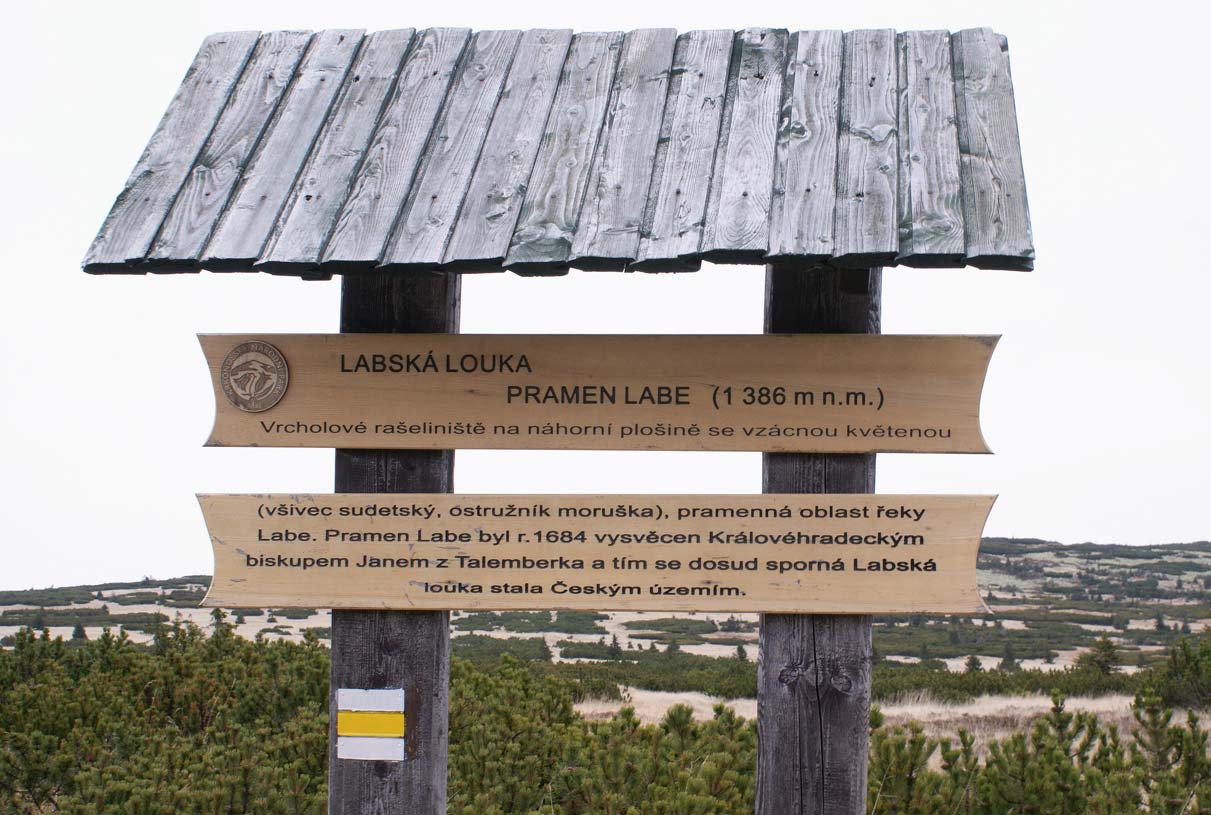 LABSKÁ LOUKA
PRAMEN LABE (1 386 m n.m.)
Vrcholové rašeliniště na náhorní plošině se vzácnou květenou
(všivec sudetský, ostružník moruška), pramenná oblast řeky
Labe. Pramen Labe byl r.1684 vysvěcen Královéhradeckým
biskupem Janem z Talemberka a tím se dosud sporná Labská
louka stala Českým územím.